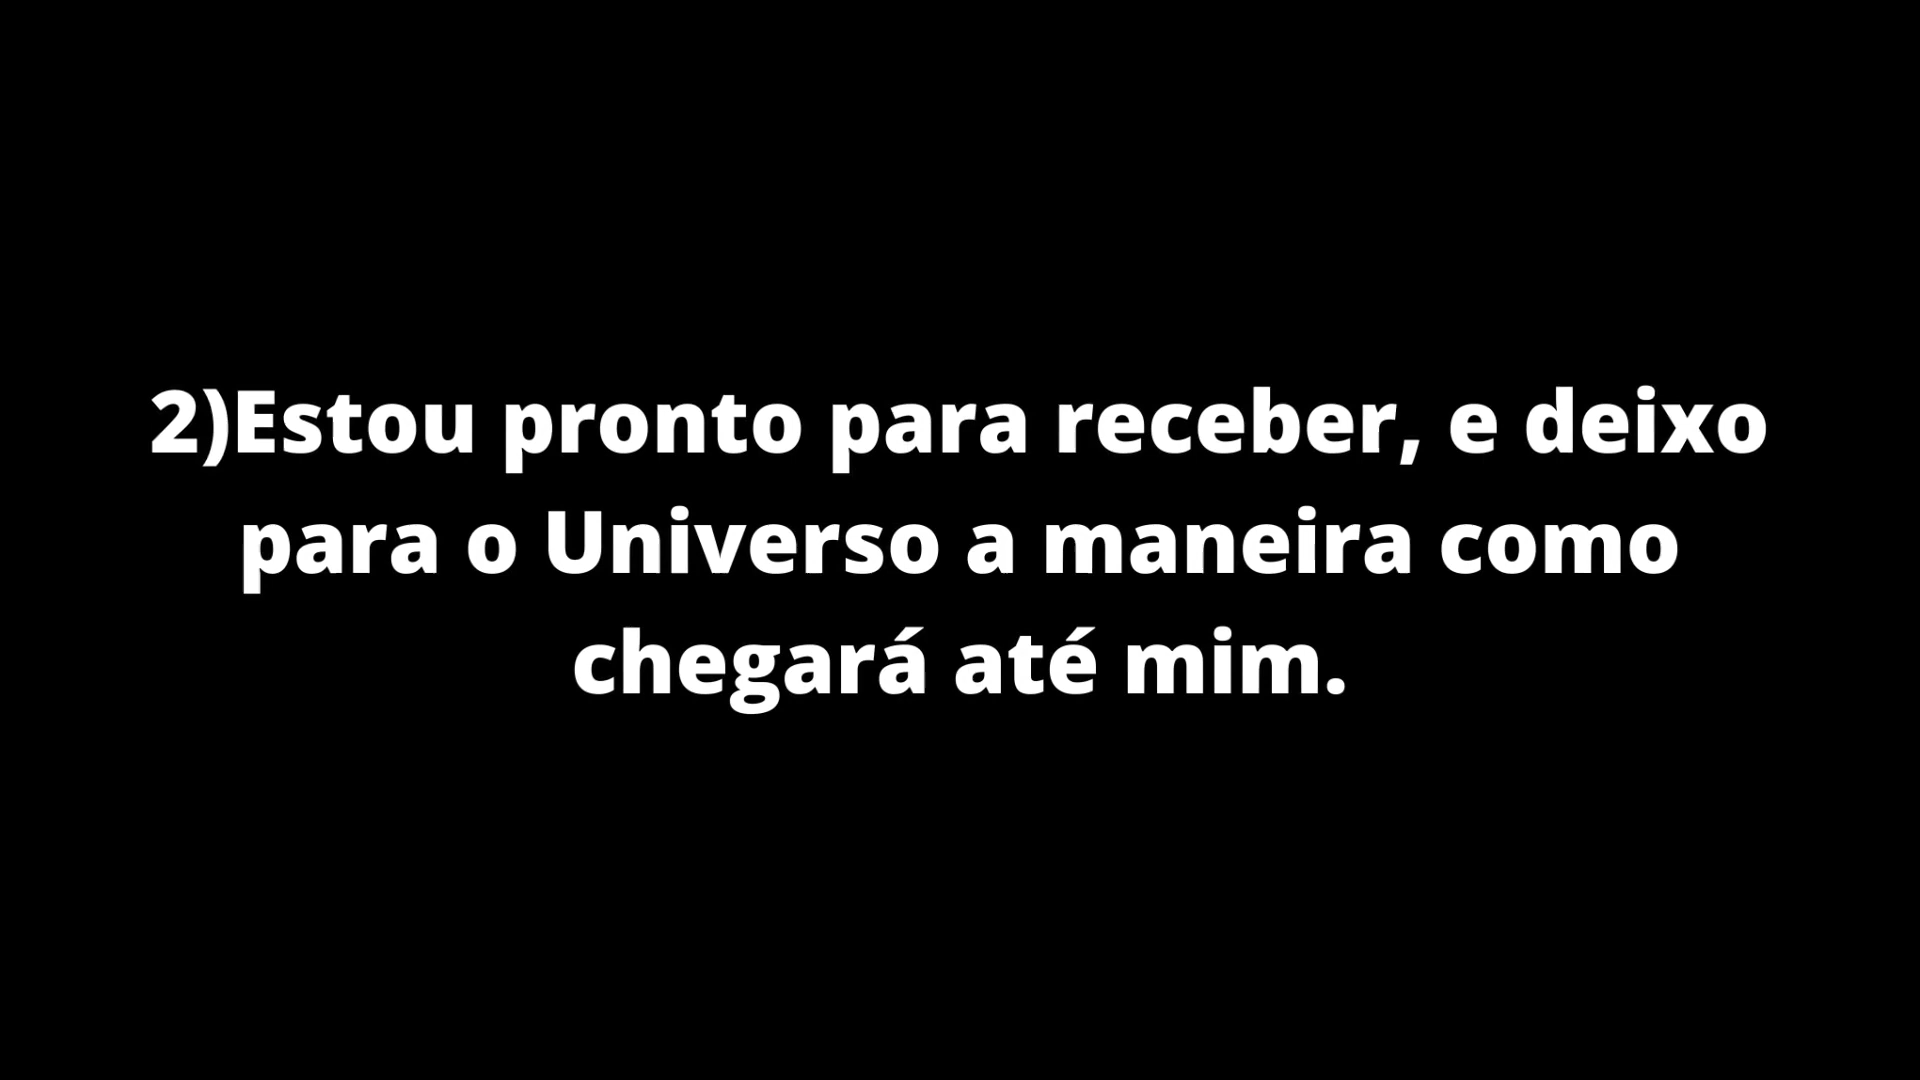 2)Estou pronto para receber, e deixo
para o Universo a maneira como
chegará até mim.